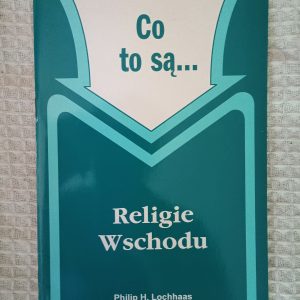 Co
to są...
Religie
Wschodu
Philip H. Lochhaas